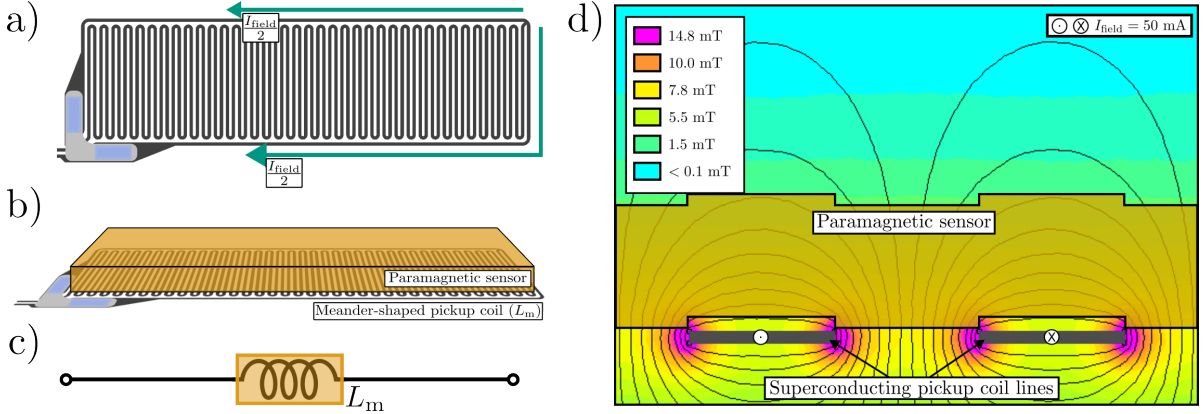 a)
I_field/2
I_field/2
b)
Paramagnetic sensor
Meander-shaped pickup coil (L_m)
c)
L_m
d)
14.8 mT
10.0 mT
7.8 mT
5.5 mT
1.5 mT
< 0.1 mT
⊙ ⊗ I_field = 50 mA
Paramagnetic sensor
Superconducting pickup coil lines